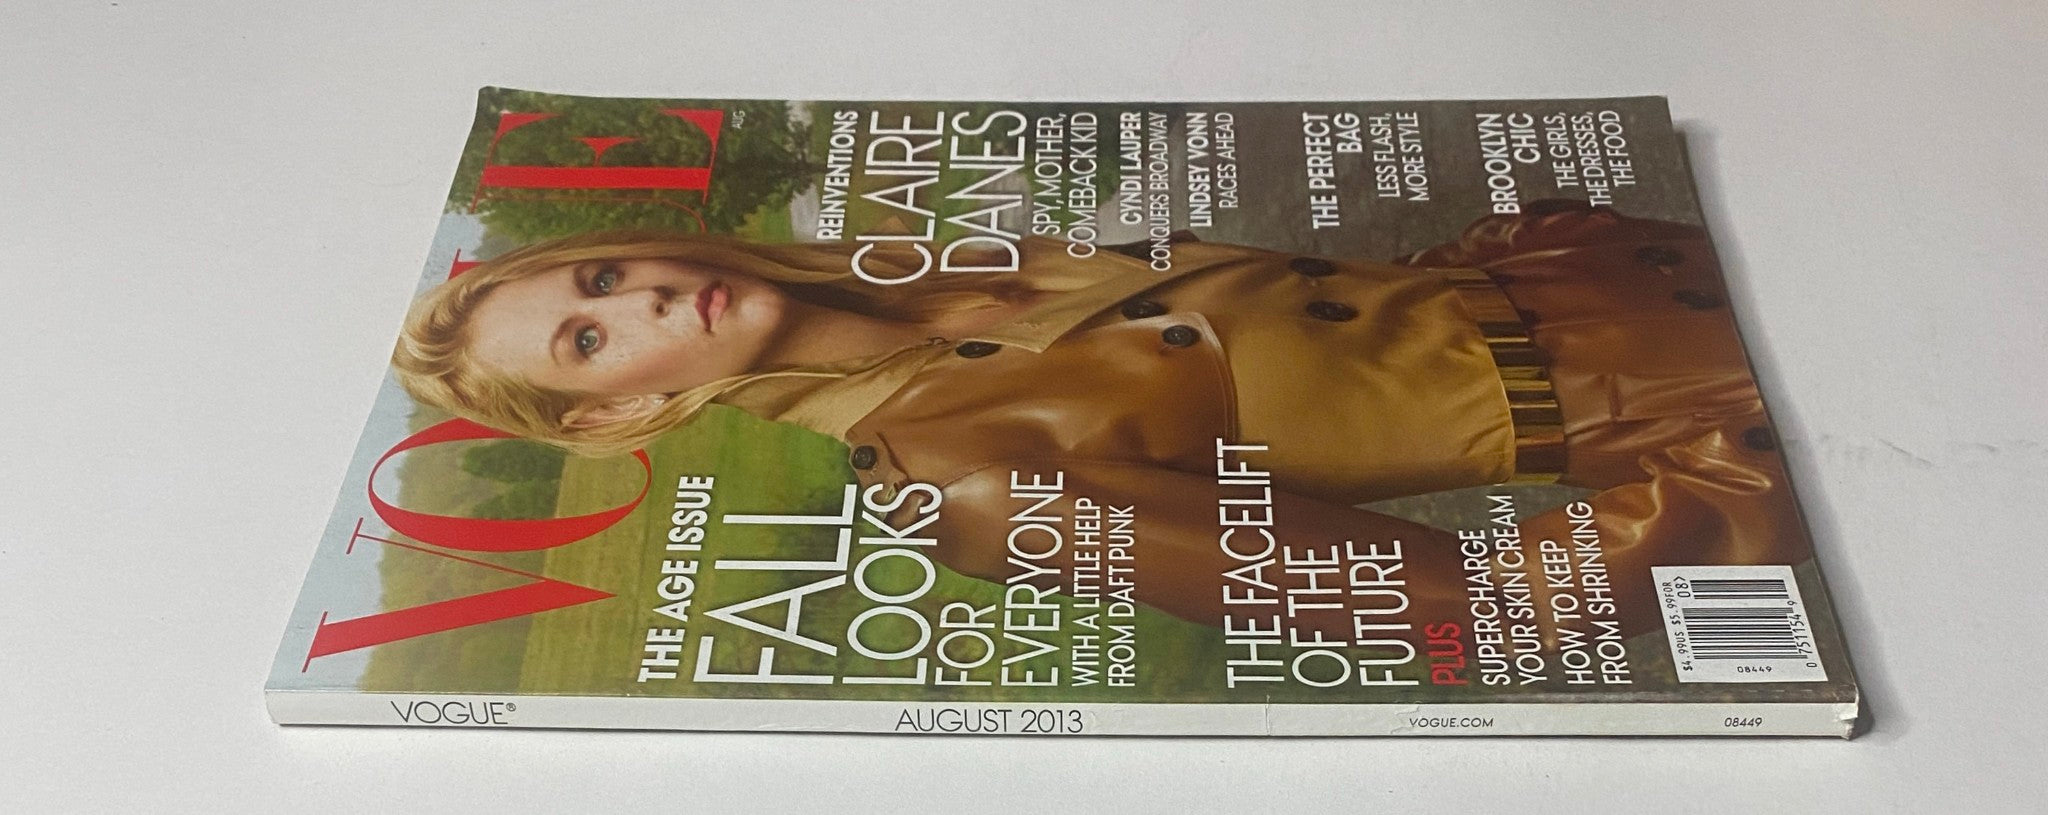 VOGUE
AUG
THE AGE ISSUE
FALL
LOOKS
FOR
EVERYONE
WITH A LITTLE HELP
FROM DAFT PUNK
THE FACELIFT
OF THE
FUTURE
PLUS
SUPERCHARGE
YOUR SKIN CREAM
HOW TO KEEP
FROM SHRINKING
REINVENTIONS
CLAIRE
DANES
SPY, MOTHER,
COMEBACK KID
CYNDI LAUPER
CONQUERS BROADWAY
LINDSEY VONN
RACES AHEAD
THE PERFECT
BAG
LESS FLASH,
MORE STYLE
BROOKLYN
CHIC
THE GIRLS,
THE DRESSES,
THE FOOD
$4.99US $5.99FOR
08>
0 751154 9
08449
VOGUE® AUGUST 2013 VOGUE.COM 08449